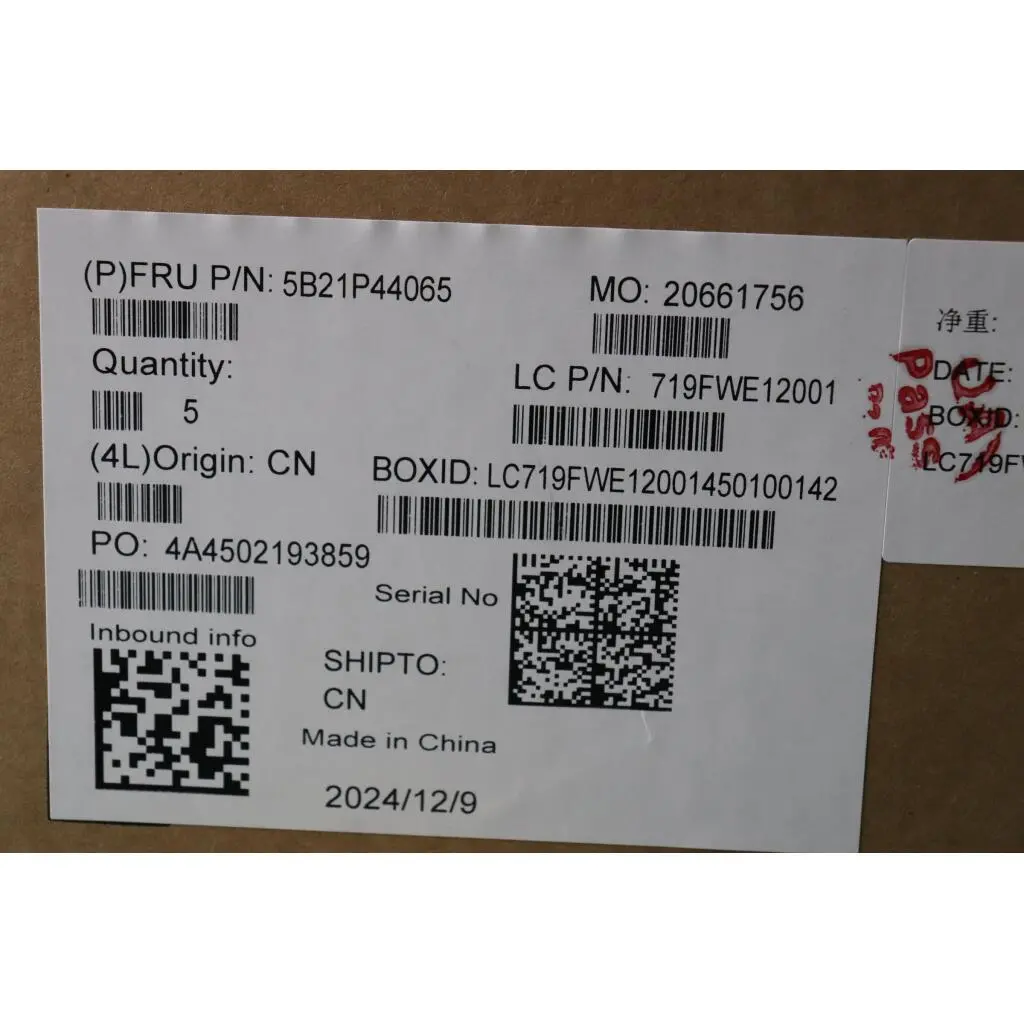 (P)FRU P/N: 5B21P44065
MO: 20661756
Quantity:
5
LC P/N: 719FWE12001
(4L)Origin: CN
BOXID: LC719FWE12001450100142
PO: 4A4502193859
Serial No
Inbound info
SHIPTO:
CN
Made in China
2024/12/9
净重:
DATE:
BOXID:
LC719F
Pass